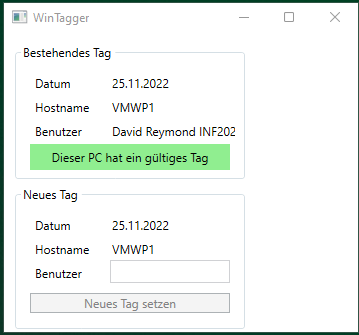 WinTagger
Bestehendes Tag
Datum 25.11.2022
Hostname VMWP1
Benutzer David Reymond INF202
Dieser PC hat ein gültiges Tag
Neues Tag
Datum 25.11.2022
Hostname VMWP1
Benutzer
Neues Tag setzen